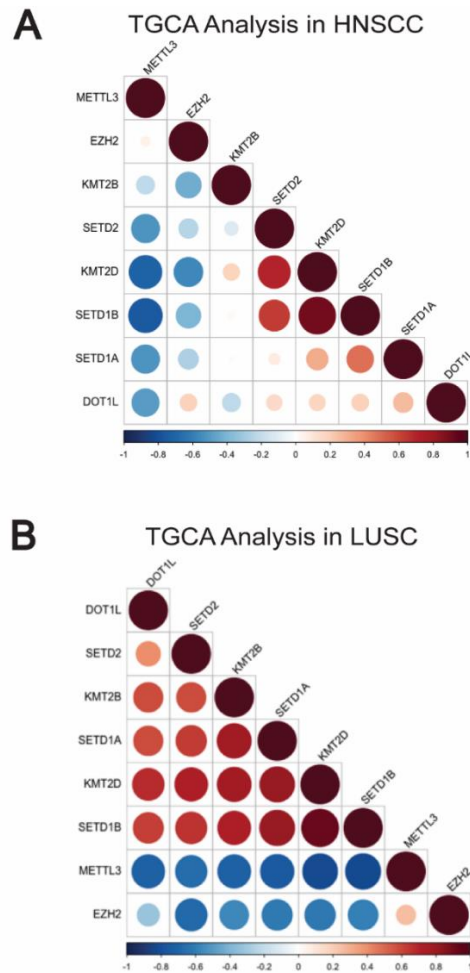 A
TGCA Analysis in HNSCC
METTL3
EZH2
KMT2B
SETD2
KMT2D
SETD1B
SETD1A
DOT1L
METTL3
EZH2
KMT2B
SETD2
KMT2D
SETD1B
SETD1A
DOT1L
-1 -0.8 -0.6 -0.4 -0.2 0 0.2 0.4 0.6 0.8 1
B
TGCA Analysis in LUSC
DOT1L
SETD2
KMT2B
SETD1A
KMT2D
SETD1B
METTL3
EZH2
DOT1L
SETD2
KMT2B
SETD1A
KMT2D
SETD1B
METTL3
EZH2
-1 -0.8 -0.6 -0.4 -0.2 0 0.2 0.4 0.6 0.8 1